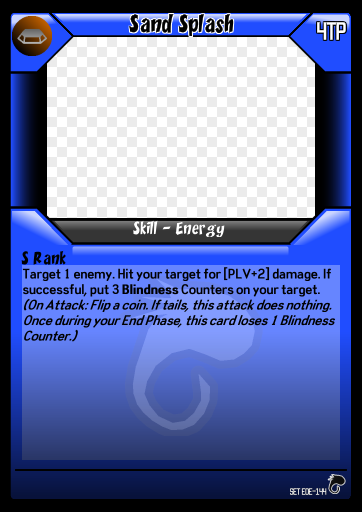 Sand Splash
4TP
Skill - Energy
S Rank
Target 1 enemy. Hit your target for [PLV+2] damage. If
successful, put 3 Blindness Counters on your target.
(On Attack: Flip a coin. If tails, this attack does nothing.
Once during your End Phase, this card loses 1 Blindness
Counter.)
SET EOE-144